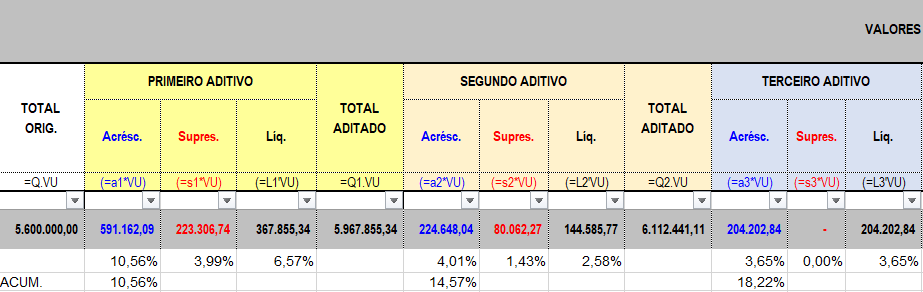 VALORES
PRIMEIRO ADITIVO SEGUNDO ADITIVO TERCEIRO ADITIVO
TOTAL ORIG. Acrésc. Supres. Líq. TOTAL ADITADO Acrésc. Supres. Líq. TOTAL ADITADO Acrésc. Supres. Líq.
=Q.VU (=a1*VU) (=s1*VU) (=L1*VU) =Q1.VU (=a2*VU) (=s2*VU) (=L2'VU) =Q2.VU (=a3*VU) (=s3*VU) (=L3'VU)
5.600.000,00 591.162,09 223.306,74 367.855,34 5.967.855,34 224.648,04 80.062,27 144.585,77 6.112.441,11 204.202,84 - 204.202,84
10,56% 3,99% 6,57% 4,01% 1,43% 2,58% 3,65% 0,00% 3,65%
ACUM. 10,56% 14,57% 18,22%